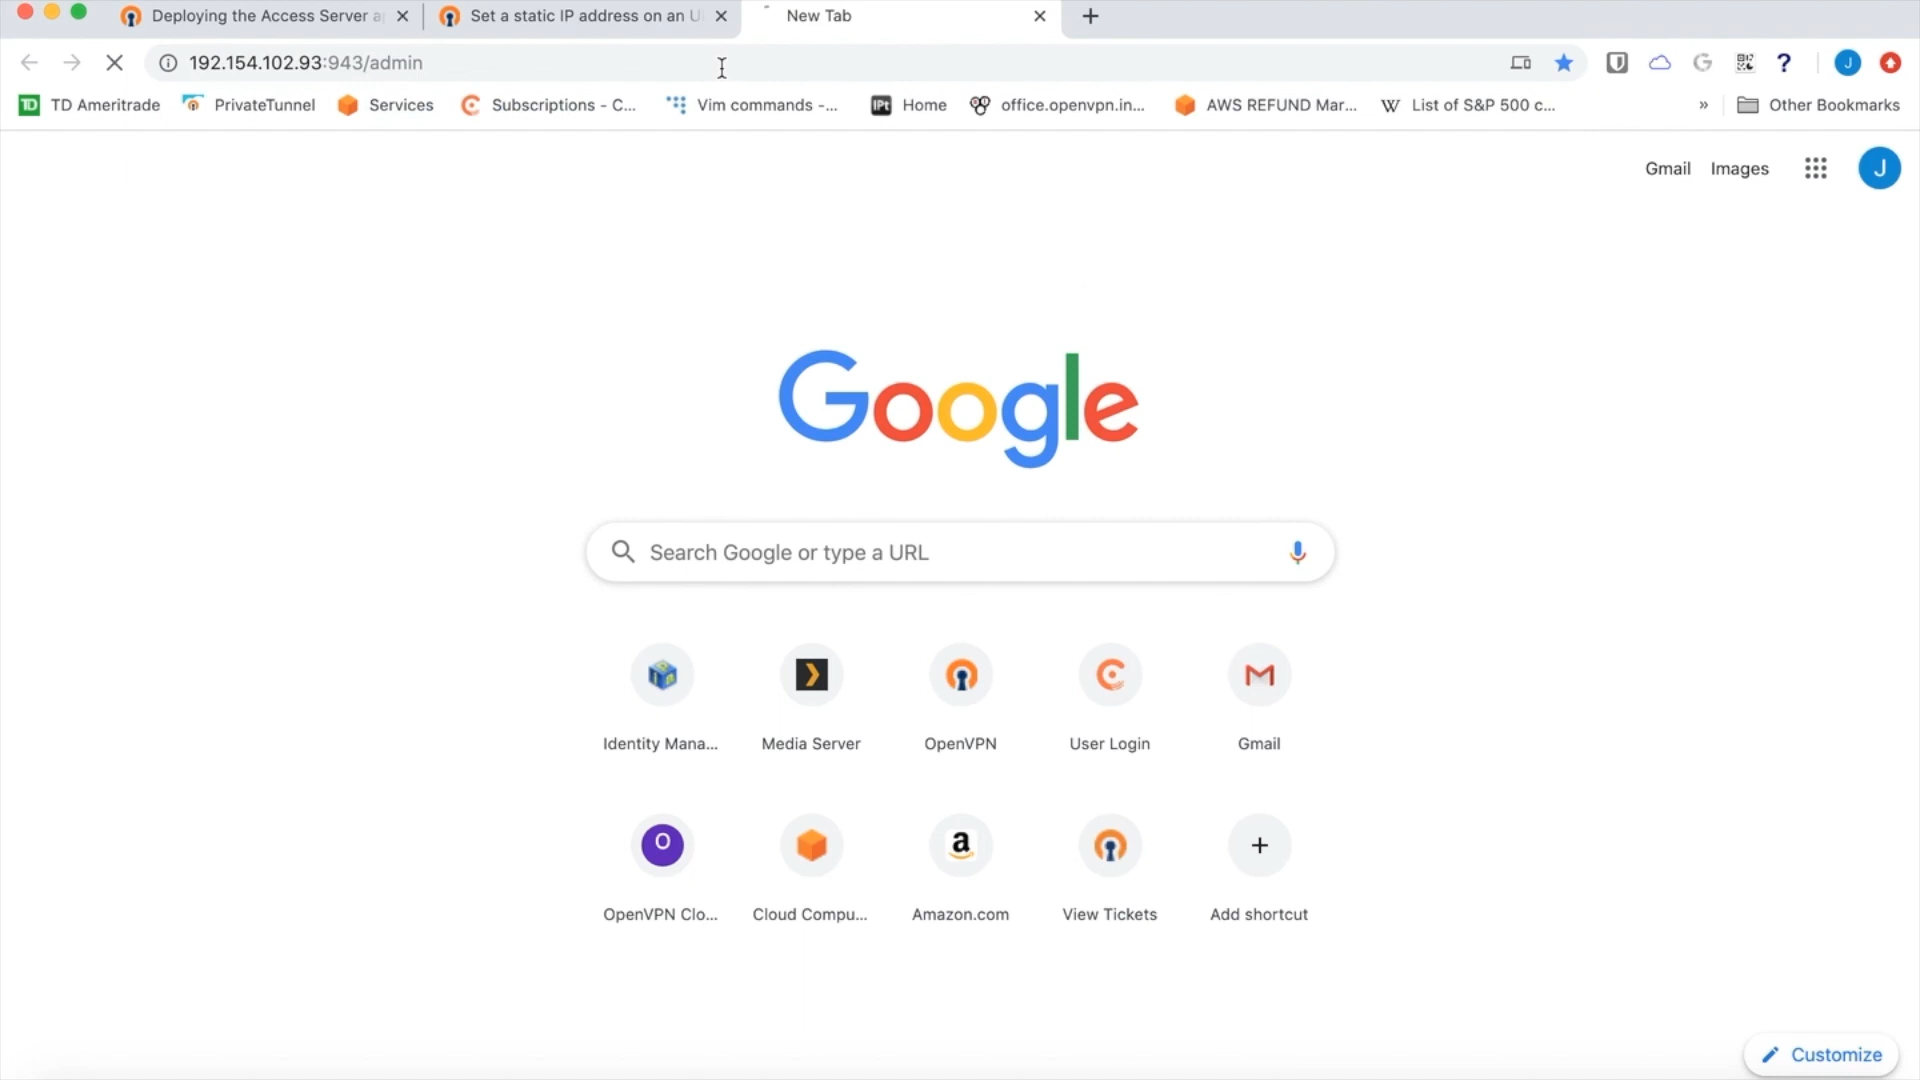 Deploying the Access Server a
Set a static IP address on an U
New Tab
192.154.102.93:943/admin
J
TD TD Ameritrade
PrivateTunnel
Services
Subscriptions - C...
Vim commands -...
IPt Home
office.openvpn.in...
AWS REFUND Mar...
W List of S&P 500 c...
»
Other Bookmarks
Gmail
Images
J
Google
Search Google or type a URL
Identity Mana...
Media Server
OpenVPN
User Login
Gmail
O
a
OpenVPN Clo...
Cloud Compu...
Amazon.com
View Tickets
Add shortcut
Customize